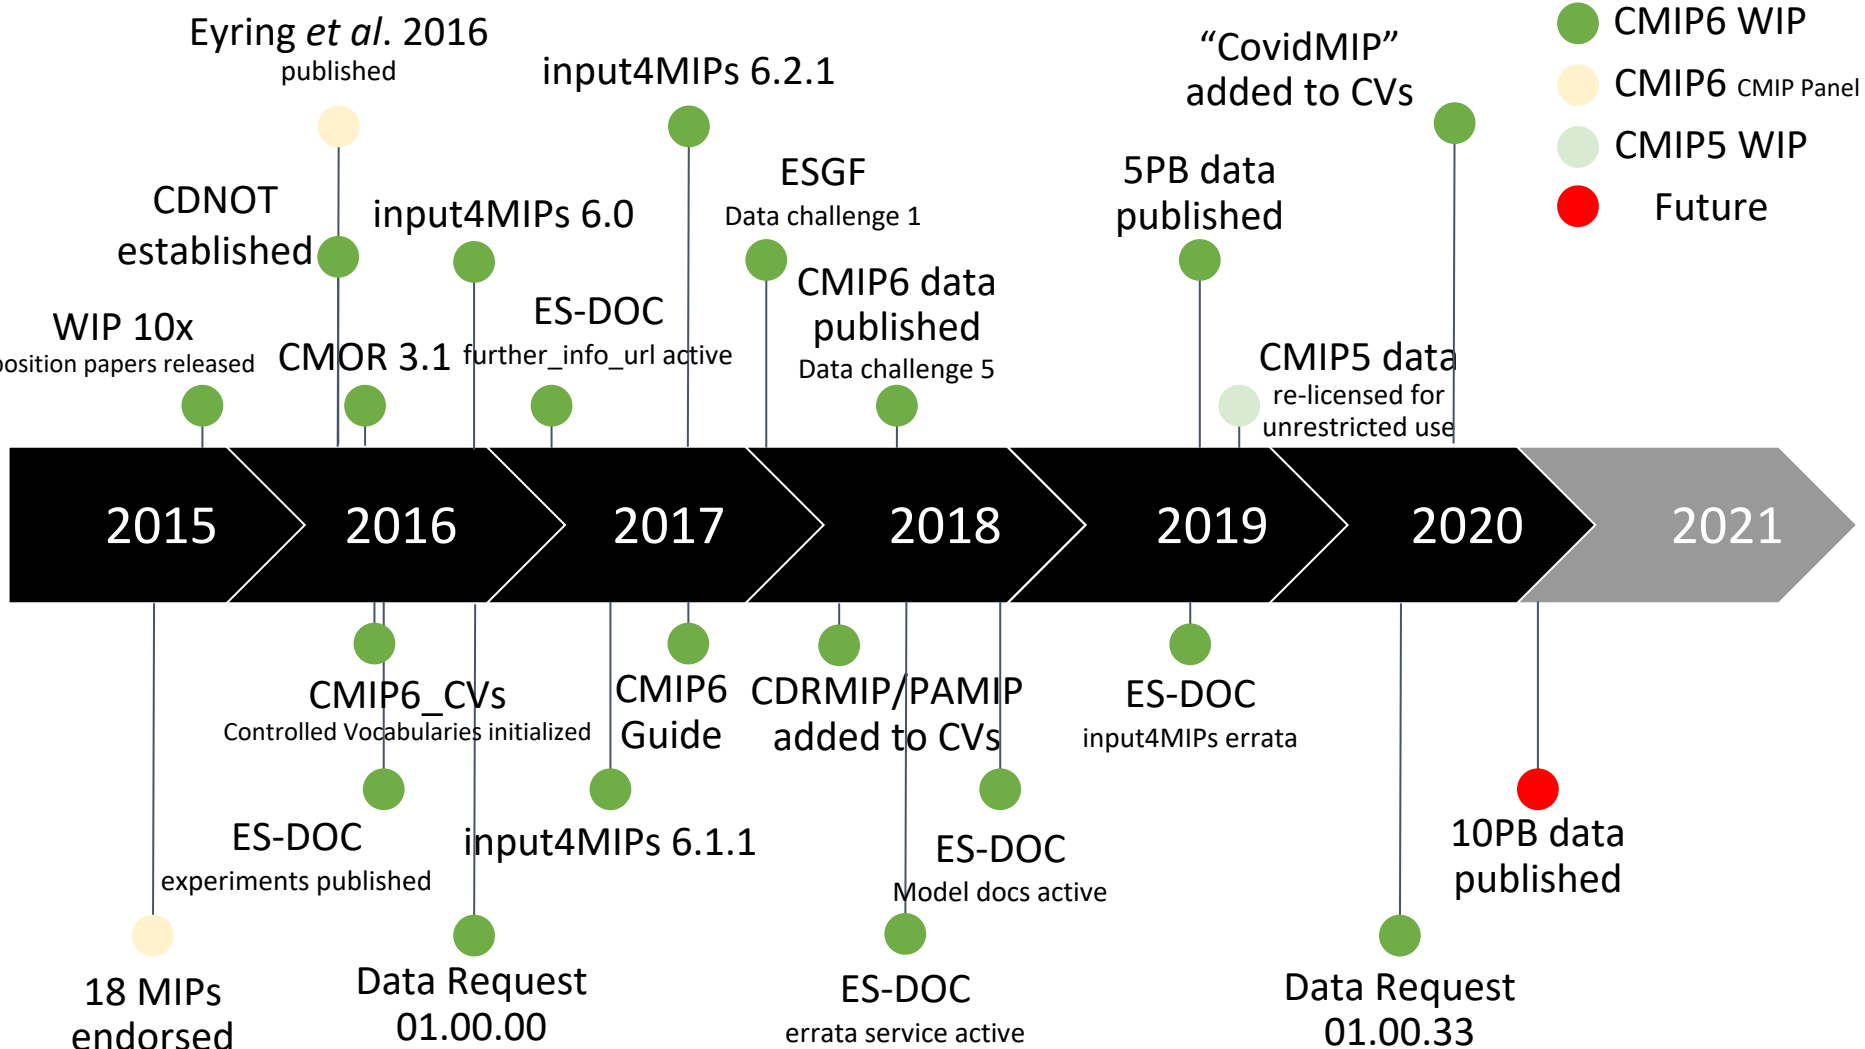 Eyring et al. 2016
published
input4MIPs 6.2.1
“CovidMIP”
added to CVs
CMIP6 WIP
CMIP6 CMIP Panel
CMIP5 WIP
Future
CDNOT
established
input4MIPs 6.0
ESGF
Data challenge 1
5PB data
published
WIP 10x
position papers released
CMOR 3.1
ES-DOC
further_info_url active
CMIP6 data
published
Data challenge 5
CMIP5 data
re-licensed for
unrestricted use
2015
2016
2017
2018
2019
2020
2021
CMIP6_CVs
Controlled Vocabularies initialized
CMIP6
Guide
CDRMIP/PAMIP
added to CVs
ES-DOC
input4MIPs errata
ES-DOC
experiments published
input4MIPs 6.1.1
ES-DOC
Model docs active
10PB data
published
18 MIPs
endorsed
Data Request
01.00.00
ES-DOC
errata service active
Data Request
01.00.33